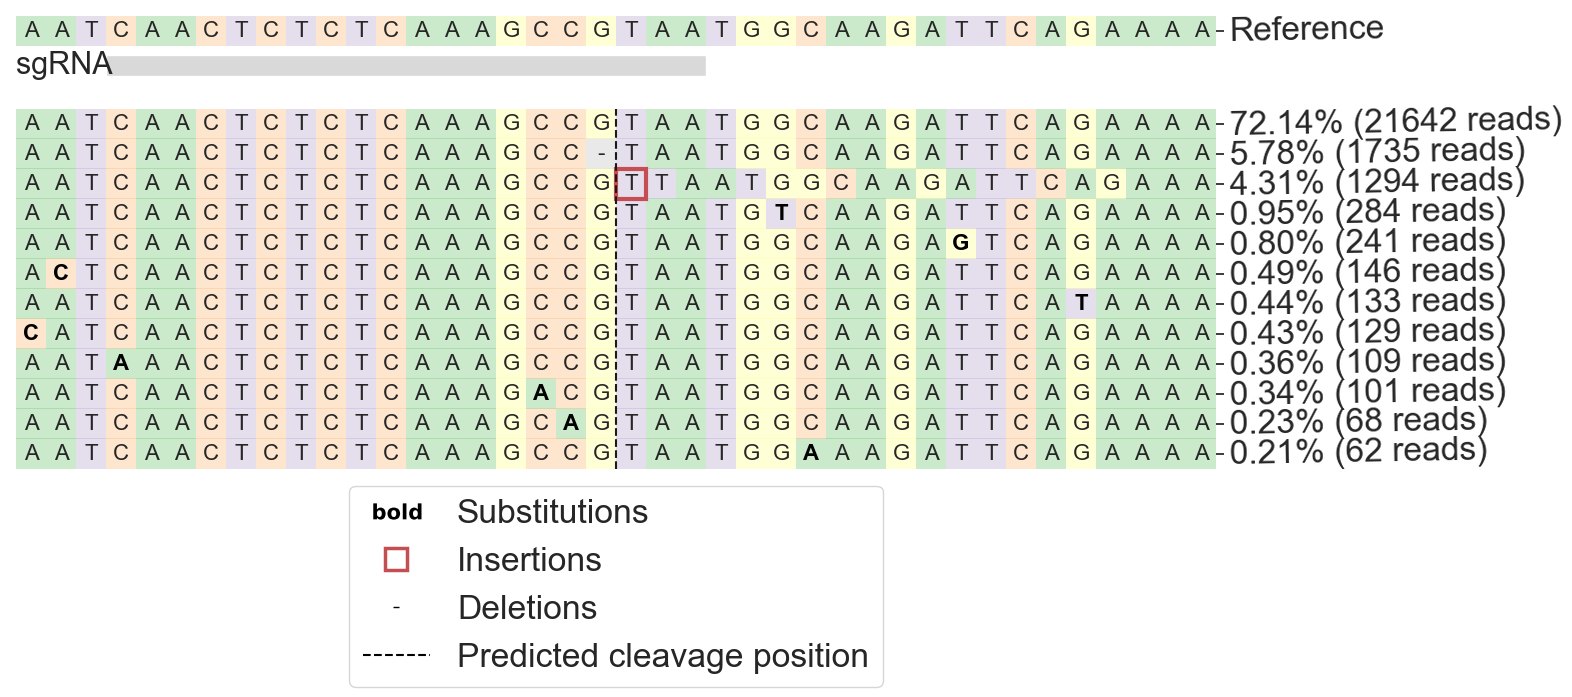 A A T C A A C T C T C T C A A A G C C G T A A T G G C A A G A T T C A G A A A A Reference
sgRNA
A A T C A A C T C T C T C A A A G C C G T A A T G G C A A G A T T C A G A A A A 72.14% (21642 reads)
A A T C A A C T C T C T C A A A G C C - T A A T G G C A A G A T T C A G A A A A 5.78% (1735 reads)
A A T C A A C T C T C T C A A A G C C G T T A A T G G C A A G A T T C A G A A A 4.31% (1294 reads)
A A T C A A C T C T C T C A A A G C C G T A A T G T C A A G A T T C A G A A A A 0.95% (284 reads)
A A T C A A C T C T C T C A A A G C C G T A A T G G C A A G A G T C A G A A A A 0.80% (241 reads)
A C T C A A C T C T C T C A A A G C C G T A A T G G C A A G A T T C A G A A A A 0.49% (146 reads)
A A T C A A C T C T C T C A A A G C C G T A A T G G C A A G A T T C A T A A A A 0.44% (133 reads)
C A T C A A C T C T C T C A A A G C C G T A A T G G C A A G A T T C A G A A A A 0.43% (129 reads)
A A T A A A C T C T C T C A A A G C C G T A A T G G C A A G A T T C A G A A A A 0.36% (109 reads)
A A T C A A C T C T C T C A A A G A C G T A A T G G C A A G A T T C A G A A A A 0.34% (101 reads)
A A T C A A C T C T C T C A A A G C A G T A A T G G C A A G A T T C A G A A A A 0.23% (68 reads)
A A T C A A C T C T C T C A A A G C C G T A A T G G A A A G A T T C A G A A A A 0.21% (62 reads)
bold Substitutions
Insertions
- Deletions
Predicted cleavage position